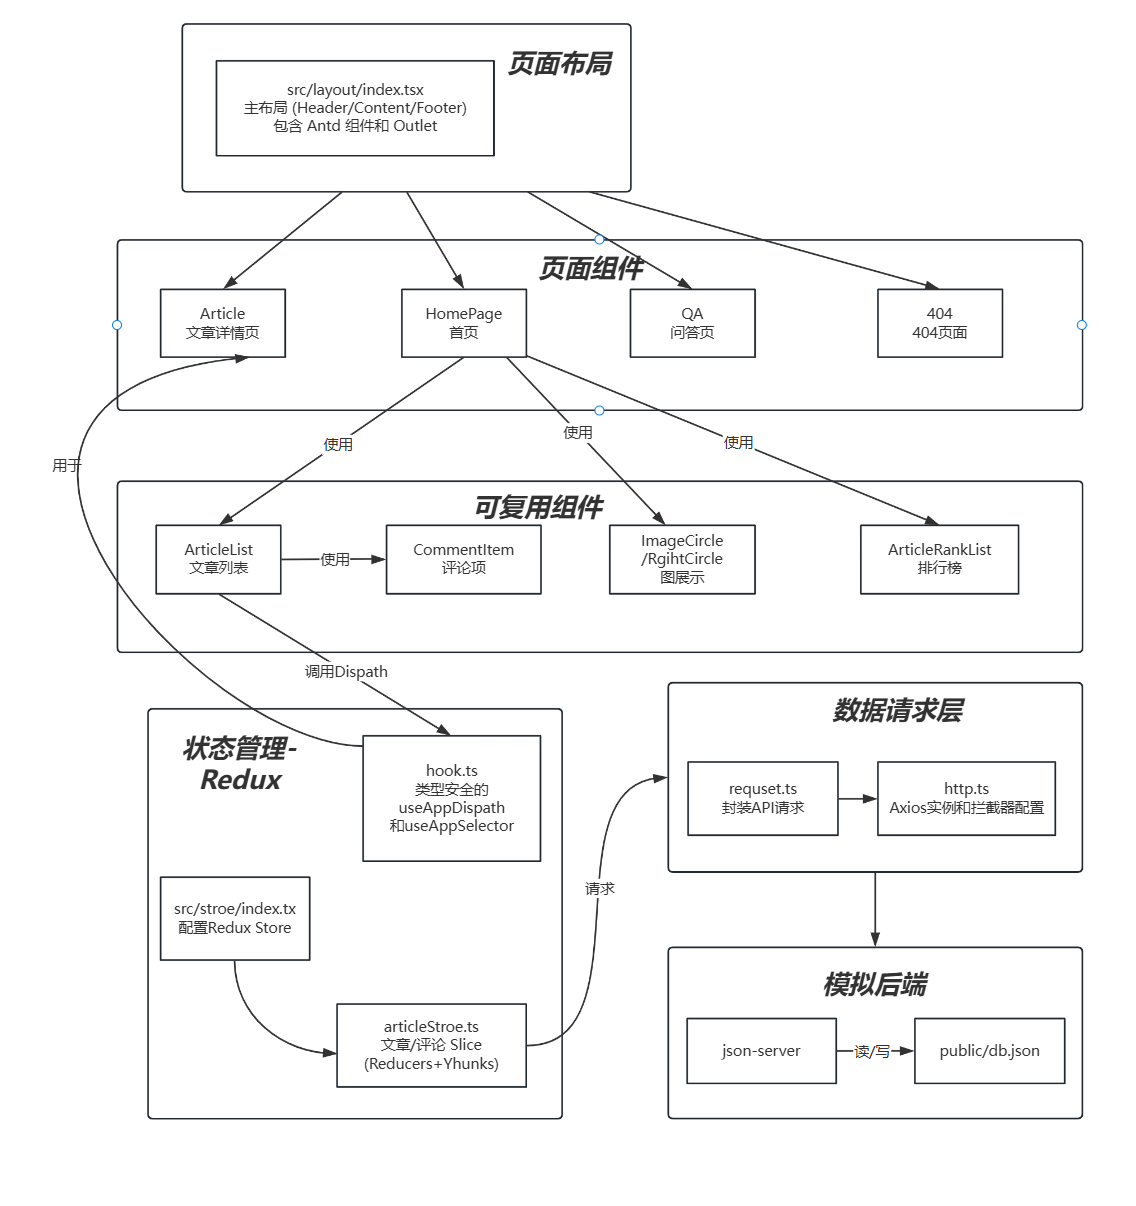 页面布局
src/layout/index.tsx
主布局 (Header/Content/Footer)
包含 Antd 组件和 Outlet
页面组件
Article
文章详情页
HomePage
首页
QA
问答页
404
404页面
使用
使用
使用
用于
可复用组件
ArticleList
文章列表
使用
CommentItem
评论项
ImageCircle
/RgihtCircle
图展示
ArticleRankList
排行榜
调用Dispath
状态管理-
Redux
hook.ts
类型安全的
useAppDispath
和useAppSelector
src/stroe/index.tx
配置Redux Store
articleStroe.ts
文章/评论 Slice
(Reducers+Yhunks)
请求
数据请求层
requset.ts
封装API请求
http.ts
Axios实例和拦截器配置
模拟后端
json-server
读/写
public/db.json